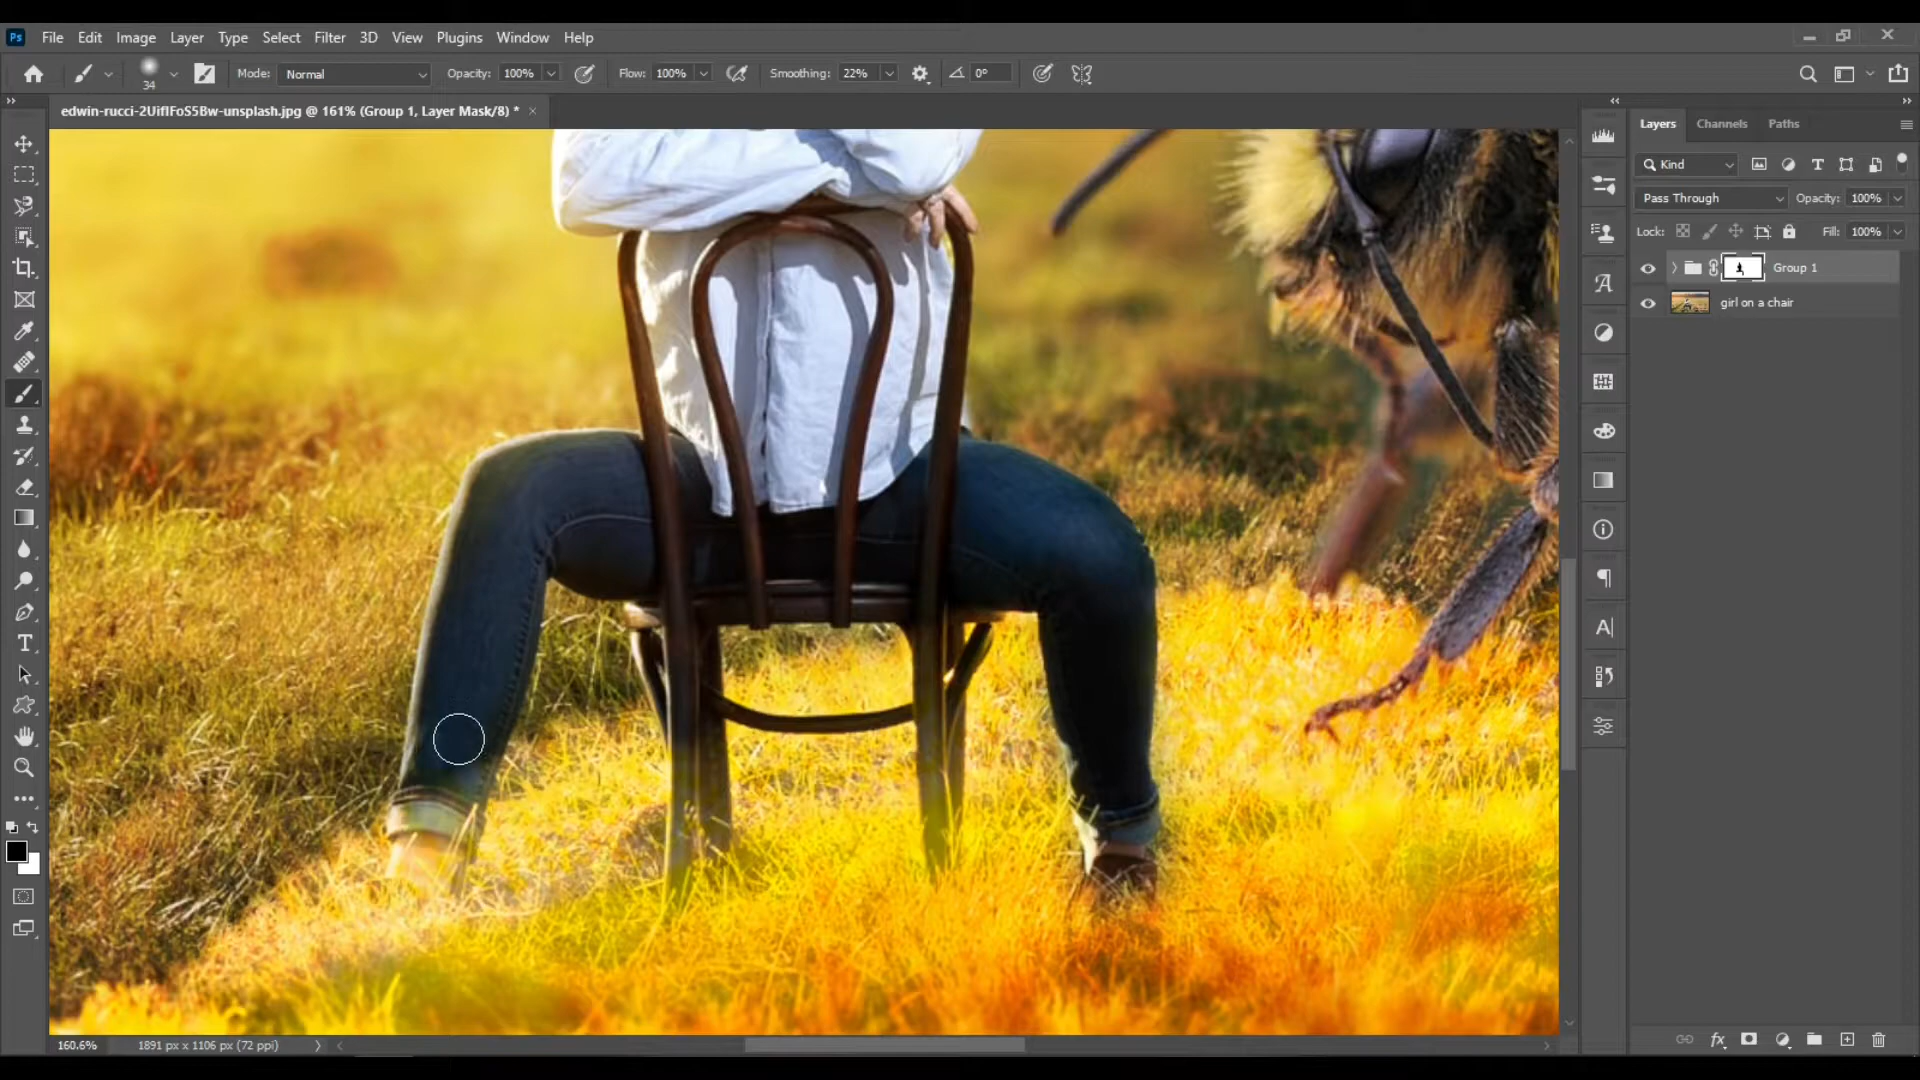 Ps File Edit Image Layer Type Select Filter 3D View Plugins Window Help
34 Mode: Normal Opacity: 100% Flow: 100% Smoothing: 22% 0°
edwin-rucci-2UifIFoS5Bw-unsplash.jpg @ 161% (Group 1, Layer Mask/8) * ×
Layers Channels Paths
Kind
Pass Through Opacity: 100%
Lock: Fill: 100%
Group 1
girl on a chair
160.6% 1891 px x 1106 px (72 ppi)
fx